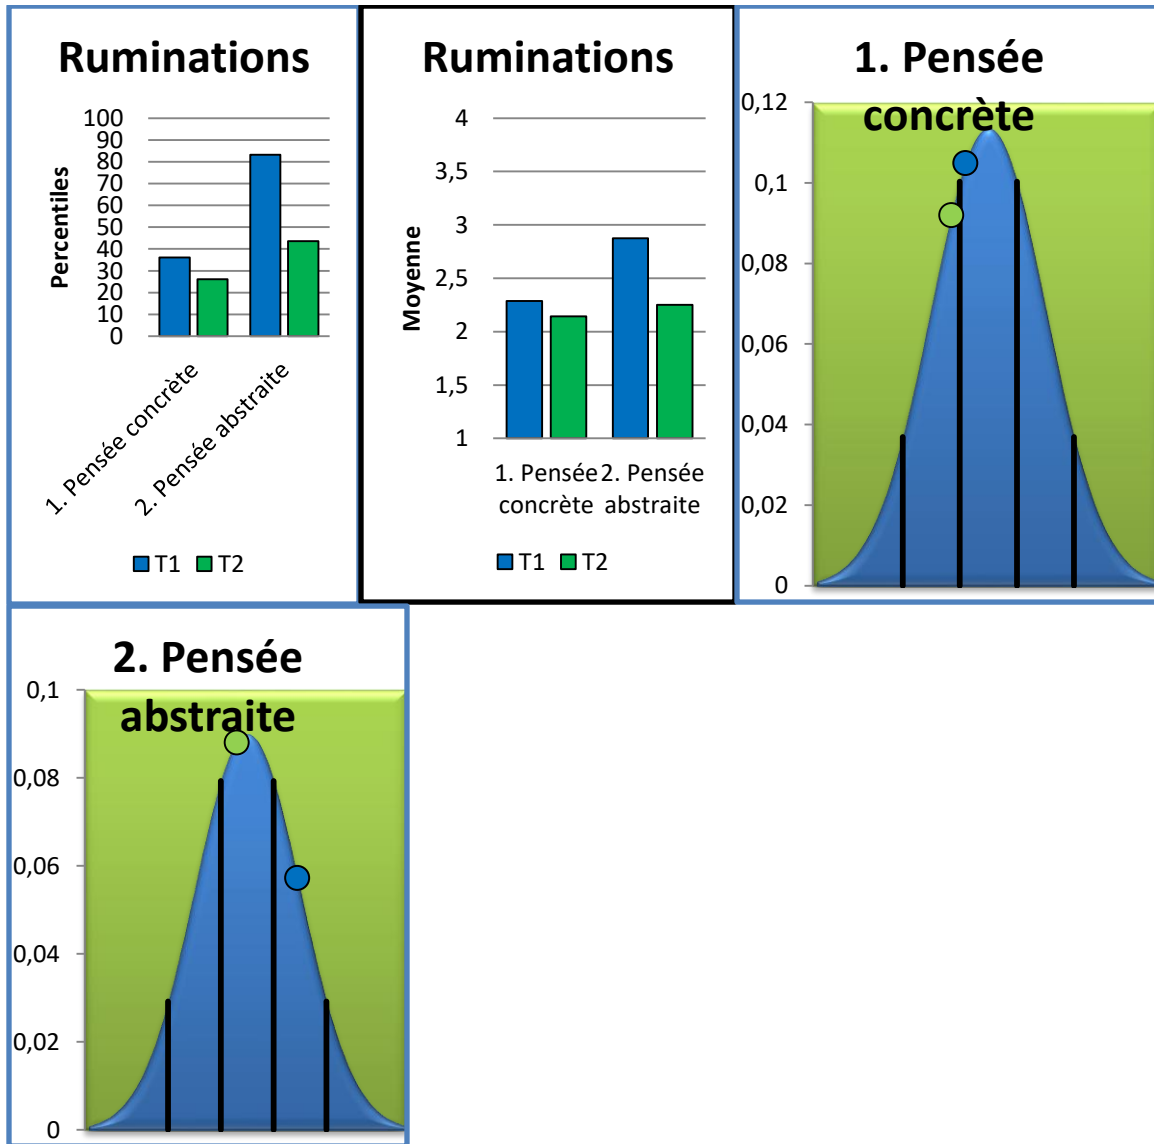 Ruminations
100
90
80
70
60
50
40
30
20
10
0
Percentiles
1. Pensée concrète
2. Pensée abstraite
T1 T2
Ruminations
4
3,5
3
2,5
2
1,5
1
Moyenne
1. Pensée 2. Pensée
concrète abstraite
T1 T2
1. Pensée
concrète
0,12
0,1
0,08
0,06
0,04
0,02
0
2. Pensée
abstraite
0,1
0,08
0,06
0,04
0,02
0